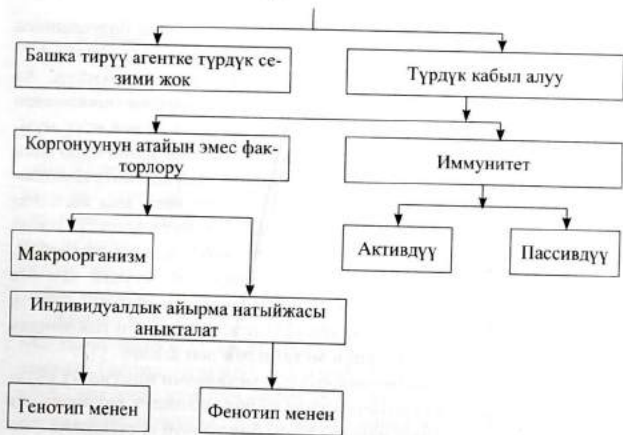 Башка тирүү агентке түрдүк се-
зими жок
Түрдүк кабыл алуу
Коргонуунун атайын эмес фак-
торлору
Иммунитет
Макроорганизм
Активдүү
Пассивдүү
Индивидуалдык айырма натыйжасы
аныкталат
Генотип менен
Фенотип менен